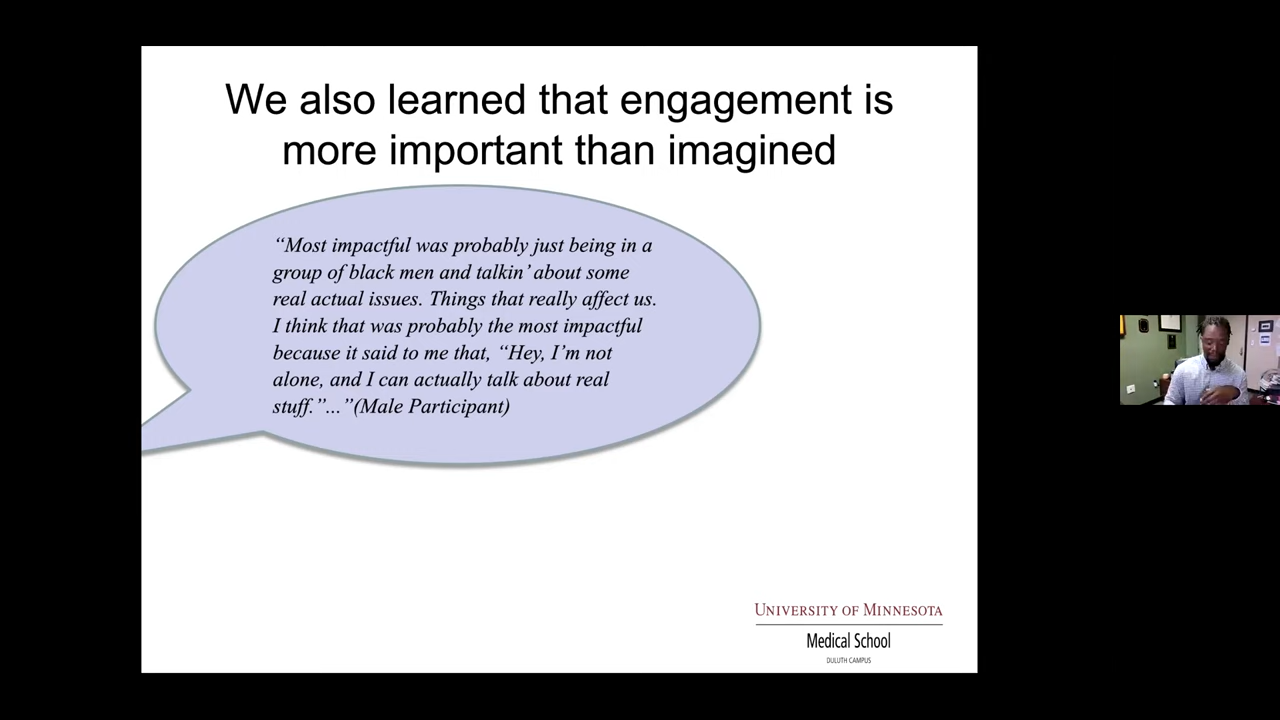 We also learned that engagement is
more important than imagined
“Most impactful was probably just being in a
group of black men and talkin’ about some
real actual issues. Things that really affect us.
I think that was probably the most impactful
because it said to me that, “Hey, I’m not
alone, and I can actually talk about real
stuff.”...”(Male Participant)
UNIVERSITY OF MINNESOTA
Medical School
DULUTH CAMPUS